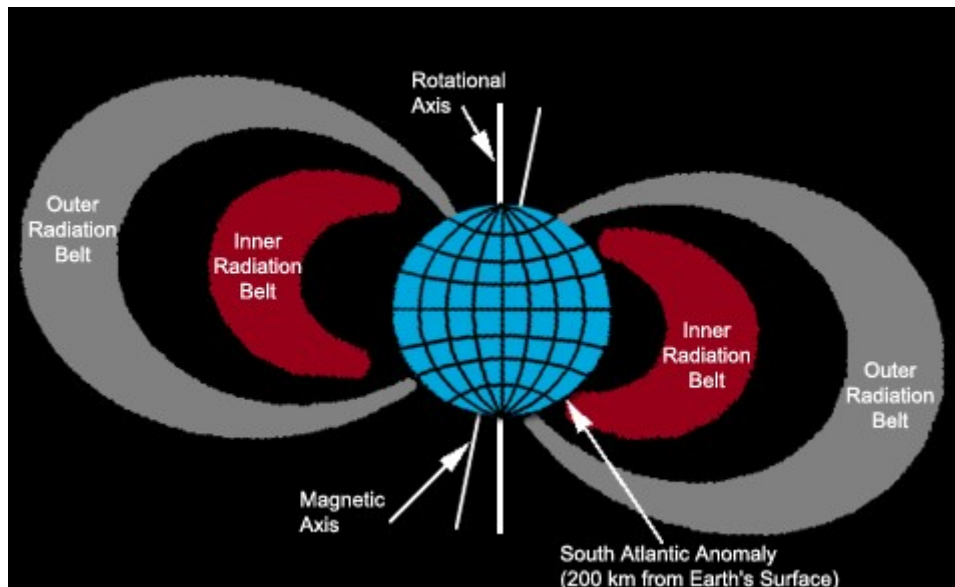 Rotational
Axis
Outer
Radiation
Belt
Inner
Radiation
Belt
Inner
Radiation
Belt
Outer
Radiation
Belt
Magnetic
Axis
South Atlantic Anomaly
(200 km from Earth's Surface)